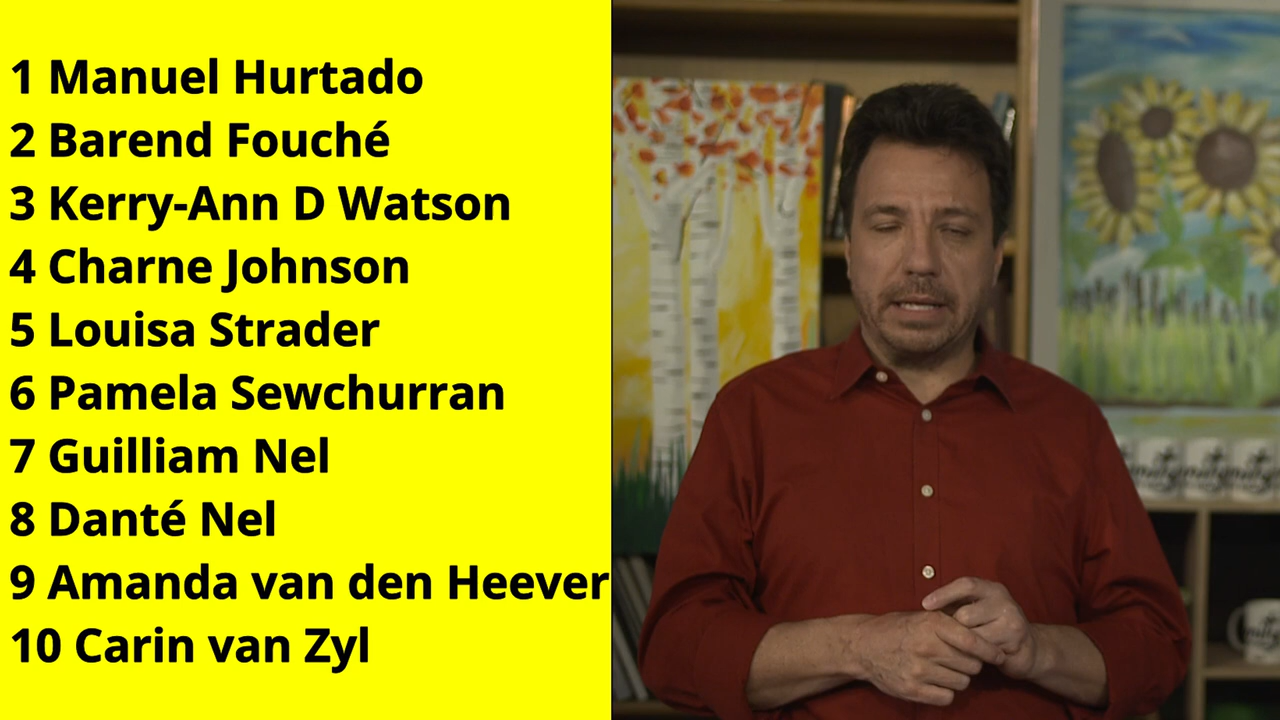 1 Manuel Hurtado
2 Barend Fouché
3 Kerry-Ann D Watson
4 Charne Johnson
5 Louisa Strader
6 Pamela Sewchurran
7 Guilliam Nel
8 Danté Nel
9 Amanda van den Heever
10 Carin van Zyl